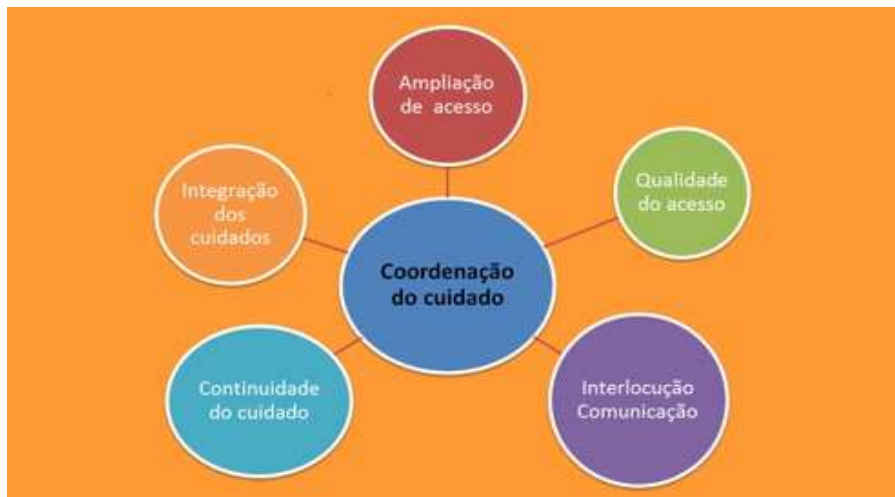 Ampliação
de acesso
Qualidade
do acesso
Integração
dos
cuidados
Coordenação
do cuidado
Continuidade
do cuidado
Interlocução
Comunicação